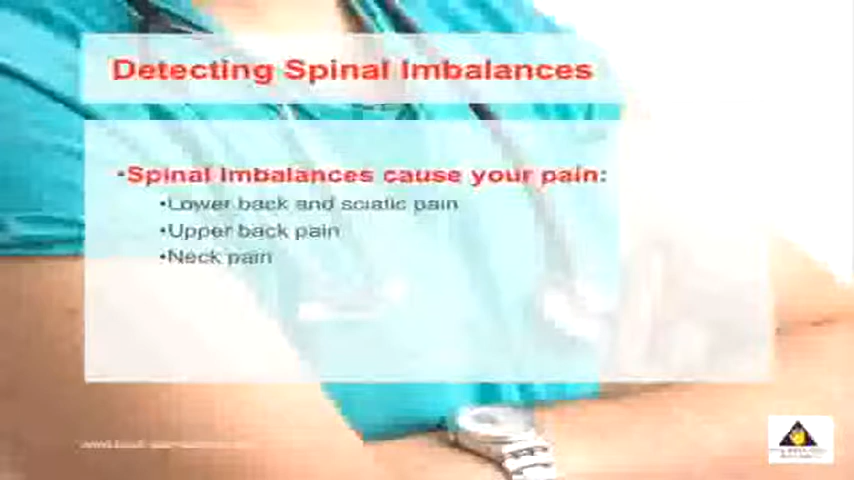 Detecting Spinal Imbalances
•Spinal Imbalances cause your pain:
•Lower back and sciatic pain
•Upper back pain
•Neck pain